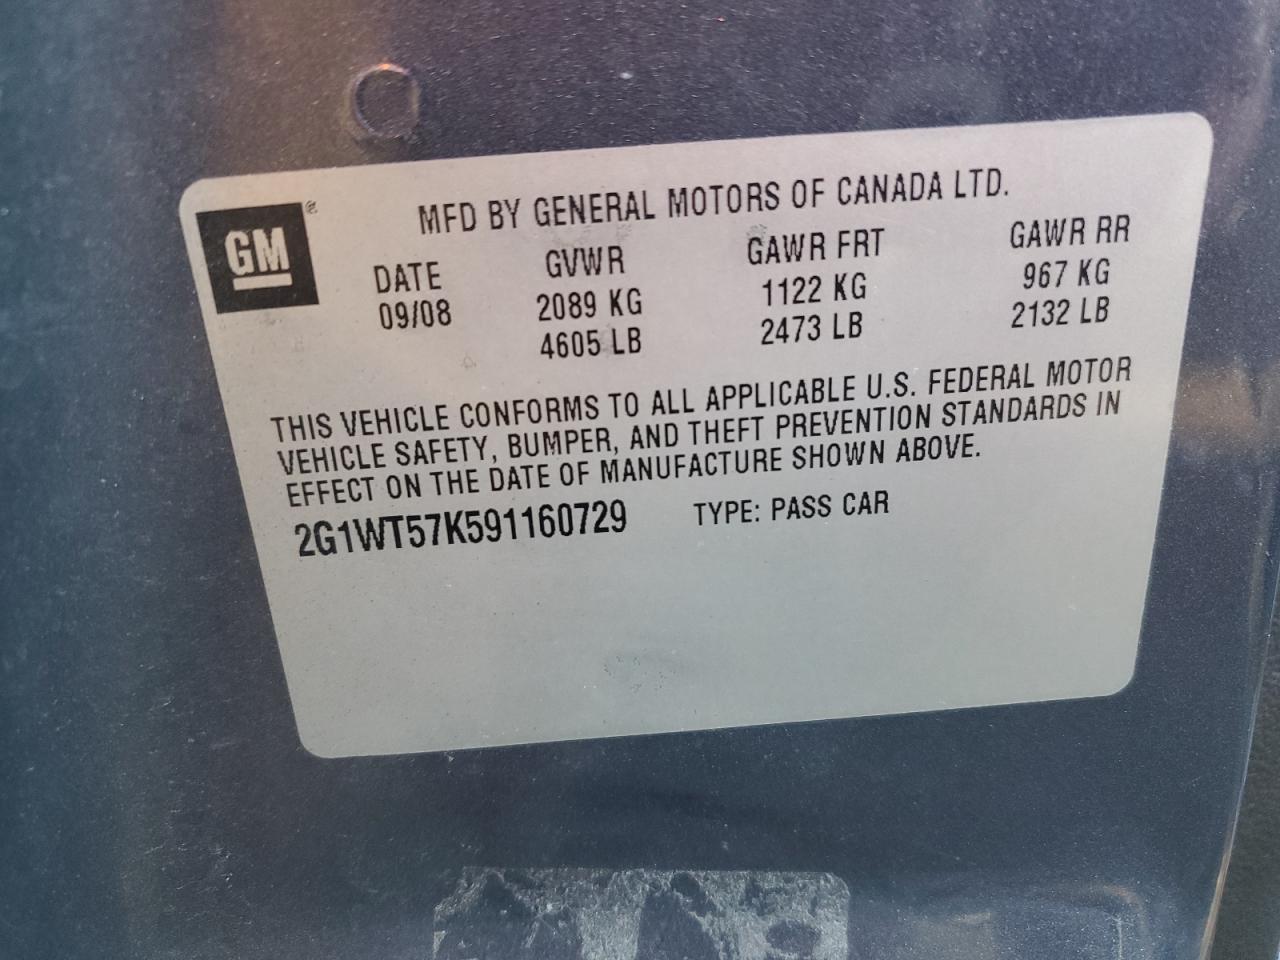 GM ®
MFD BY GENERAL MOTORS OF CANADA LTD.
DATE GVWR GAWR FRT GAWR RR
09/08 2089 KG 1122 KG 967 KG
4605 LB 2473 LB 2132 LB
THIS VEHICLE CONFORMS TO ALL APPLICABLE U.S. FEDERAL MOTOR
VEHICLE SAFETY, BUMPER, AND THEFT PREVENTION STANDARDS IN
EFFECT ON THE DATE OF MANUFACTURE SHOWN ABOVE.
2G1WT57K591160729 TYPE: PASS CAR